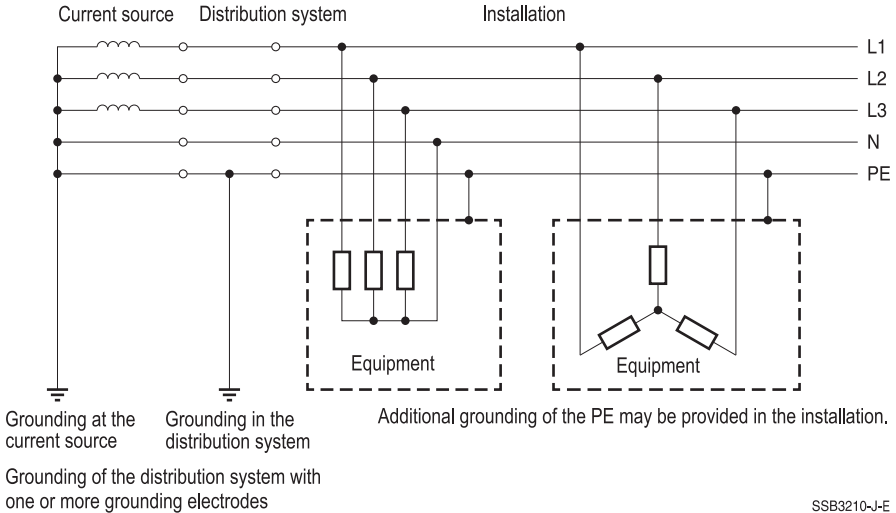 Current source Distribution system Installation
L1
L2
L3
N
PE
Equipment
Equipment
Grounding at the
current source
Grounding in the
distribution system
Additional grounding of the PE may be provided in the installation.
Grounding of the distribution system with
one or more grounding electrodes
SSB3210-J-E